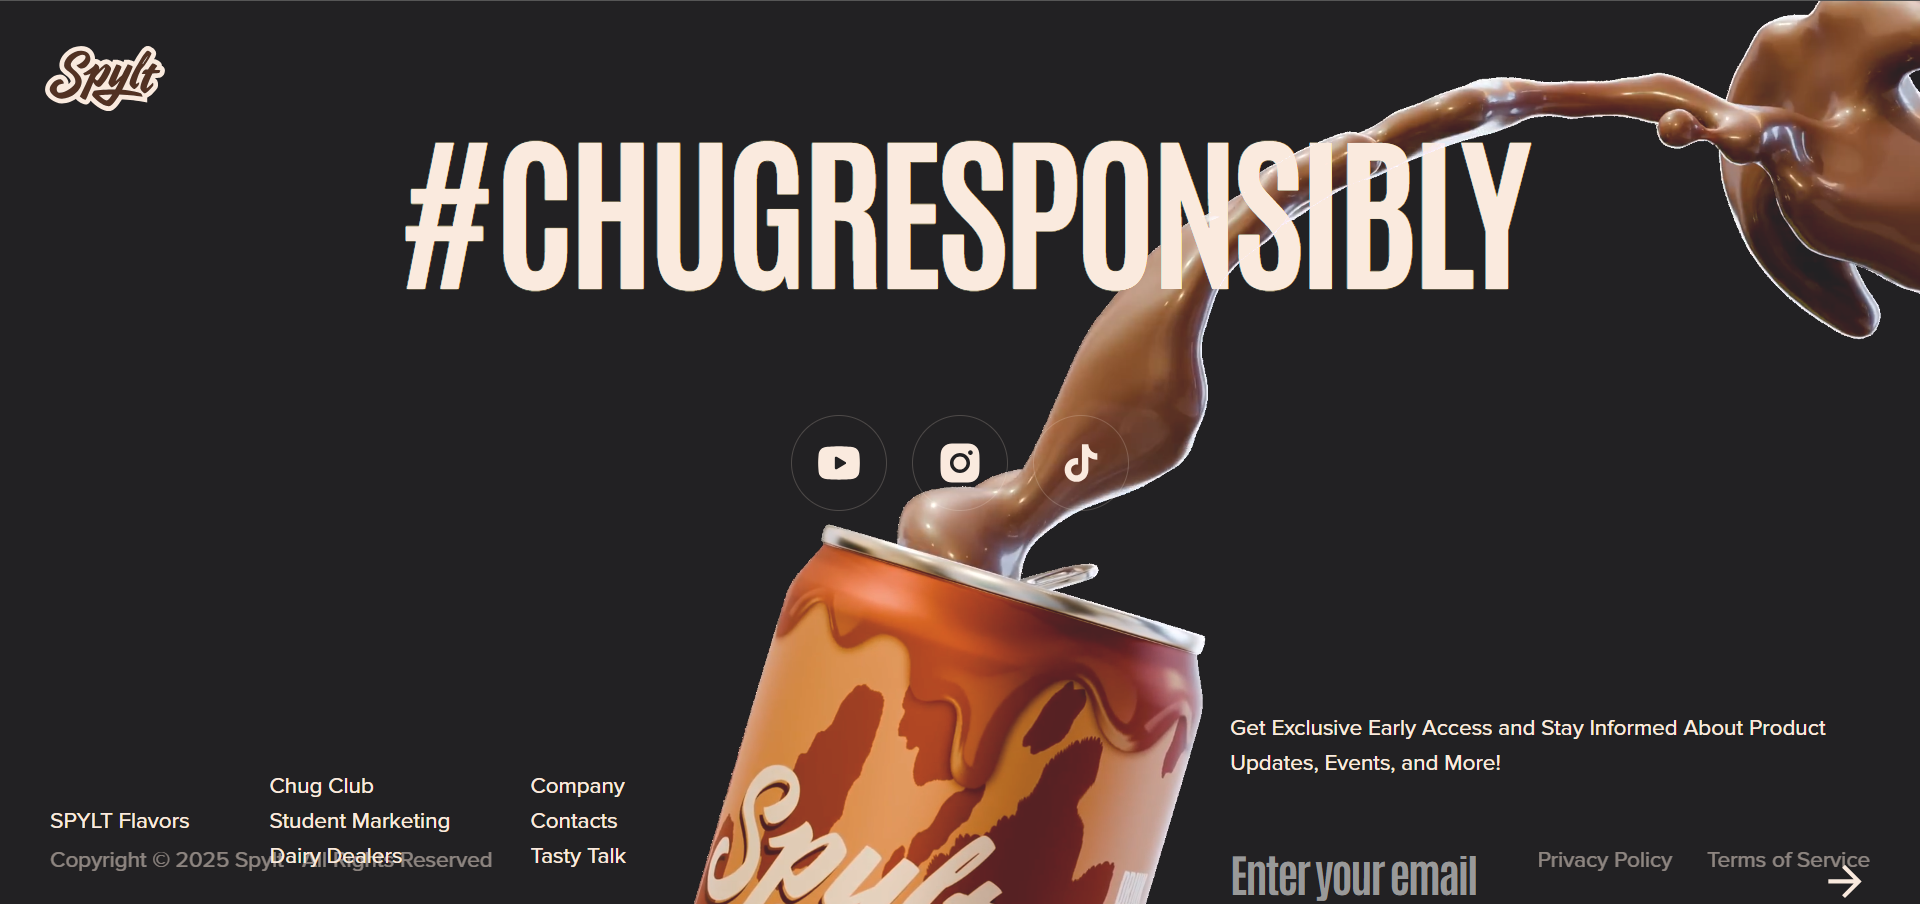 Spylt
#CHUGRESPONSIBLY
Get Exclusive Early Access and Stay Informed About Product
Updates, Events, and More!
SPYLT Flavors
Chug Club
Student Marketing
Dairy Dealers
Company
Contacts
Tasty Talk
Spylt
Enter your email
Copyright © 2025 Spylt - All Rights Reserved
Privacy Policy
Terms of Service